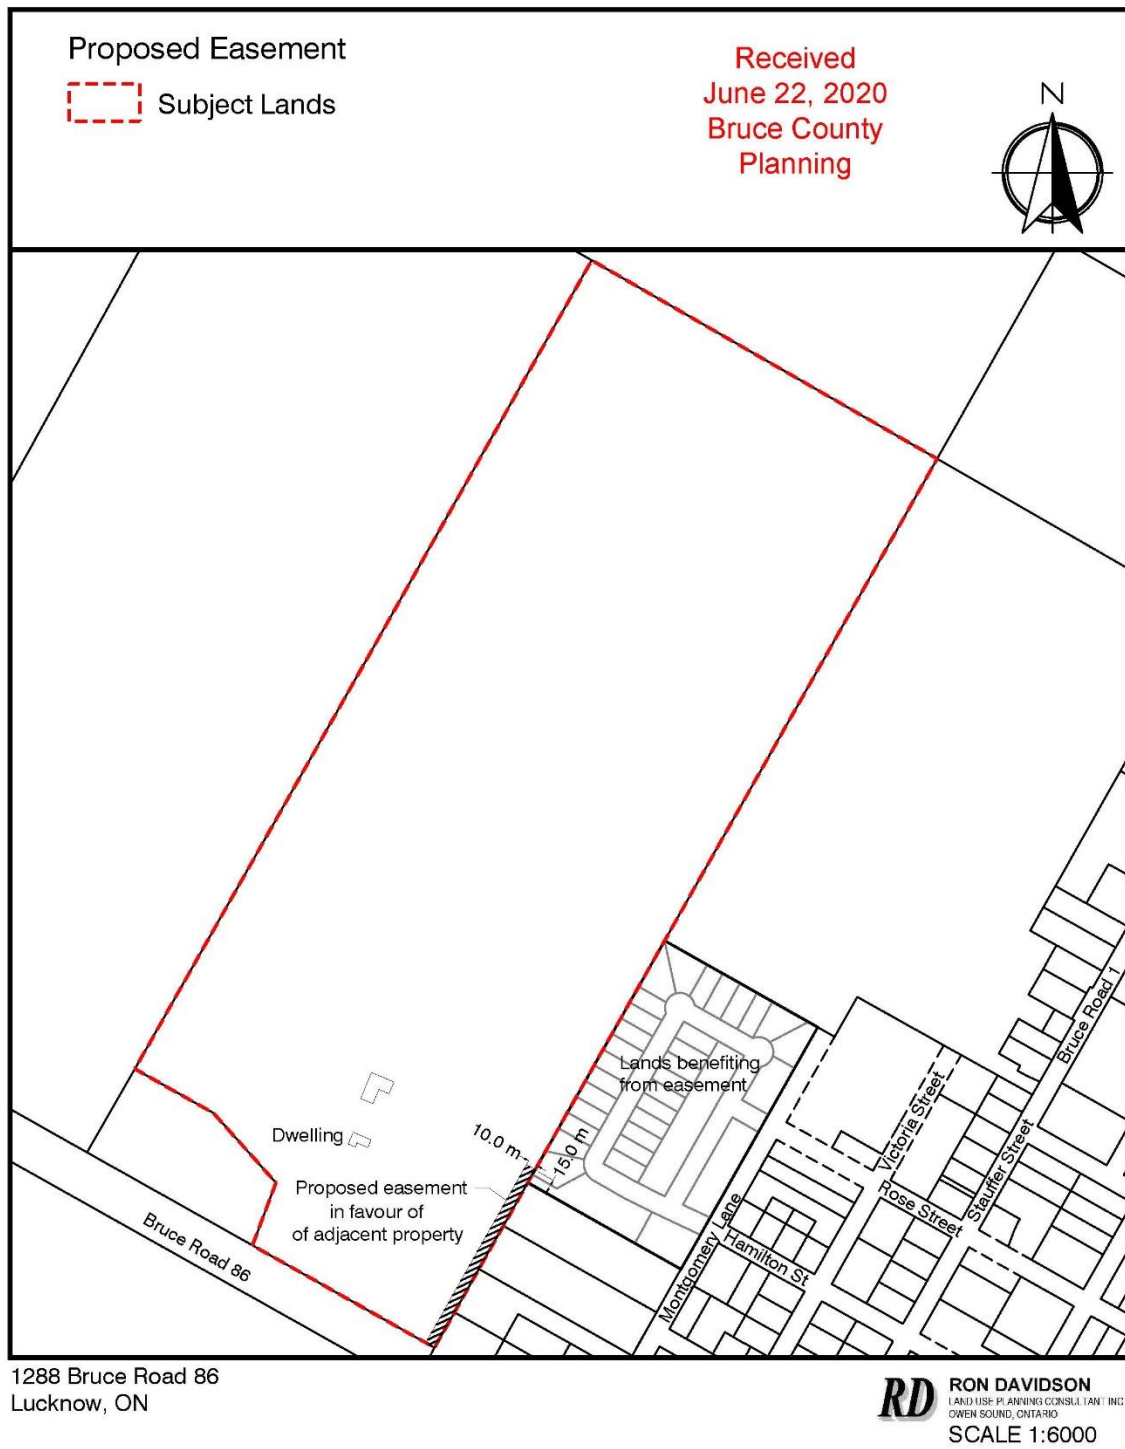 Proposed Easement
Subject Lands
Received
June 22, 2020
Bruce County
Planning
N
Lands benefiting
from easement
Bruce Road 1
Victoria Street
Stauffer Street
Rose Street
Dwelling
10.0 m
15.0 m
Proposed easement
in favour of
of adjacent property
Montgomery Lane
Hamilton St
Bruce Road 86
1288 Bruce Road 86
Lucknow, ON
RD
RON DAVIDSON
LAND USE PLANNING CONSULTANT INC
OWEN SOUND, ONTARIO
SCALE 1:6000